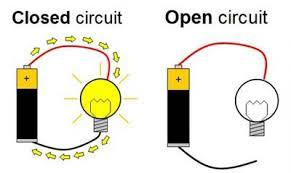 Closed circuit
Open circuit
+
+